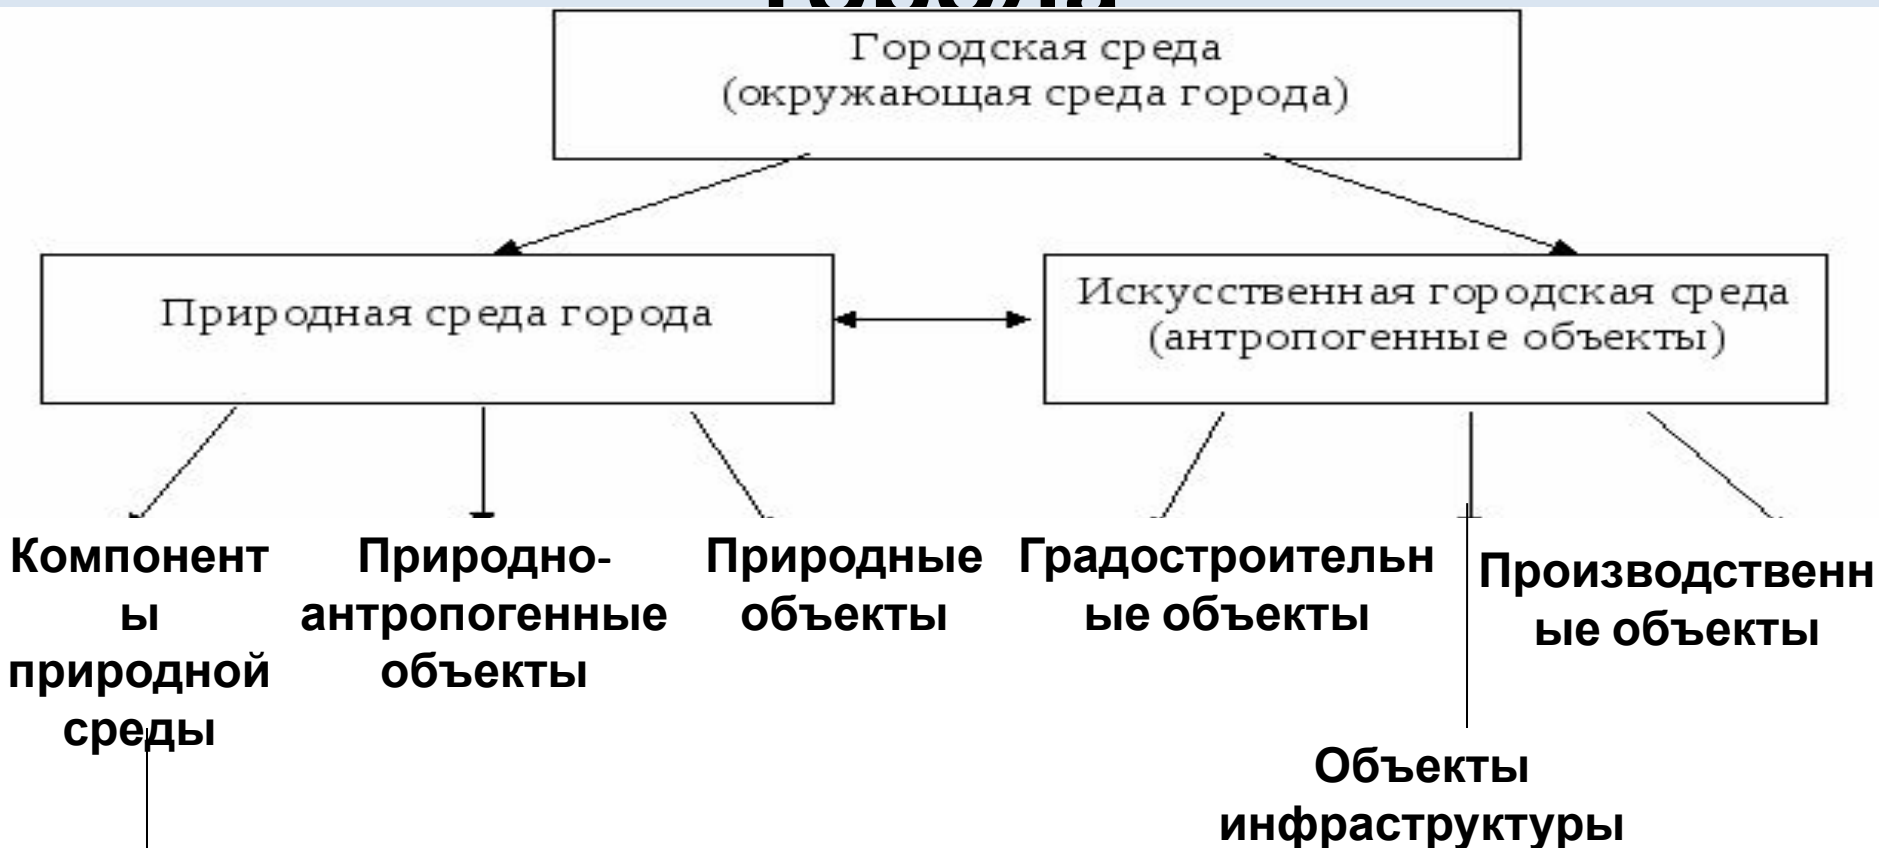 Городская среда
(окружающая среда города)
Природная среда города
Искусственная городская среда
(антропогенные объекты)
Компонент
ы
природной
среды
Природно-
антропогенные
объекты
Природные
объекты
Градостроительн
ые объекты
Производственн
ые объекты
Объекты
инфраструктуры